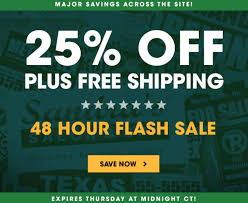 MAJOR SAVINGS ACROSS THE SITE!
25% OFF
PLUS FREE SHIPPING
48 HOUR FLASH SALE
SAVE NOW >
TEXAS
EXPIRES THURSDAY AT MIDNIGHT CT!